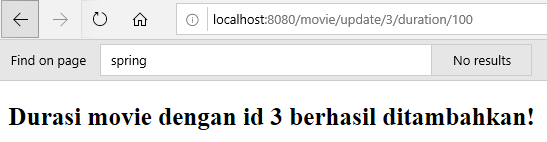 localhost:8080/movie/update/3/duration/100
Find on page spring No results
Durasi movie dengan id 3 berhasil ditambahkan!